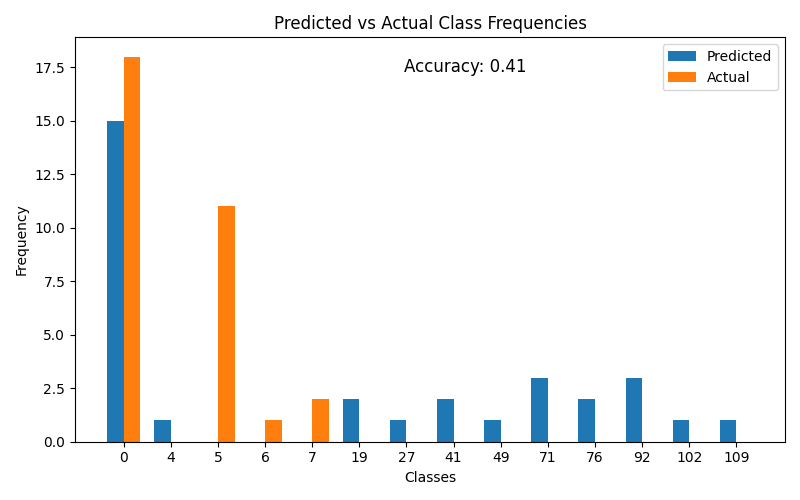 Predicted vs Actual Class Frequencies
Accuracy: 0.41
Predicted
Actual
Frequency
17.5
15.0
12.5
10.0
7.5
5.0
2.5
0.0
0 4 5 6 7 19 27 41 49 71 76 92 102 109
Classes